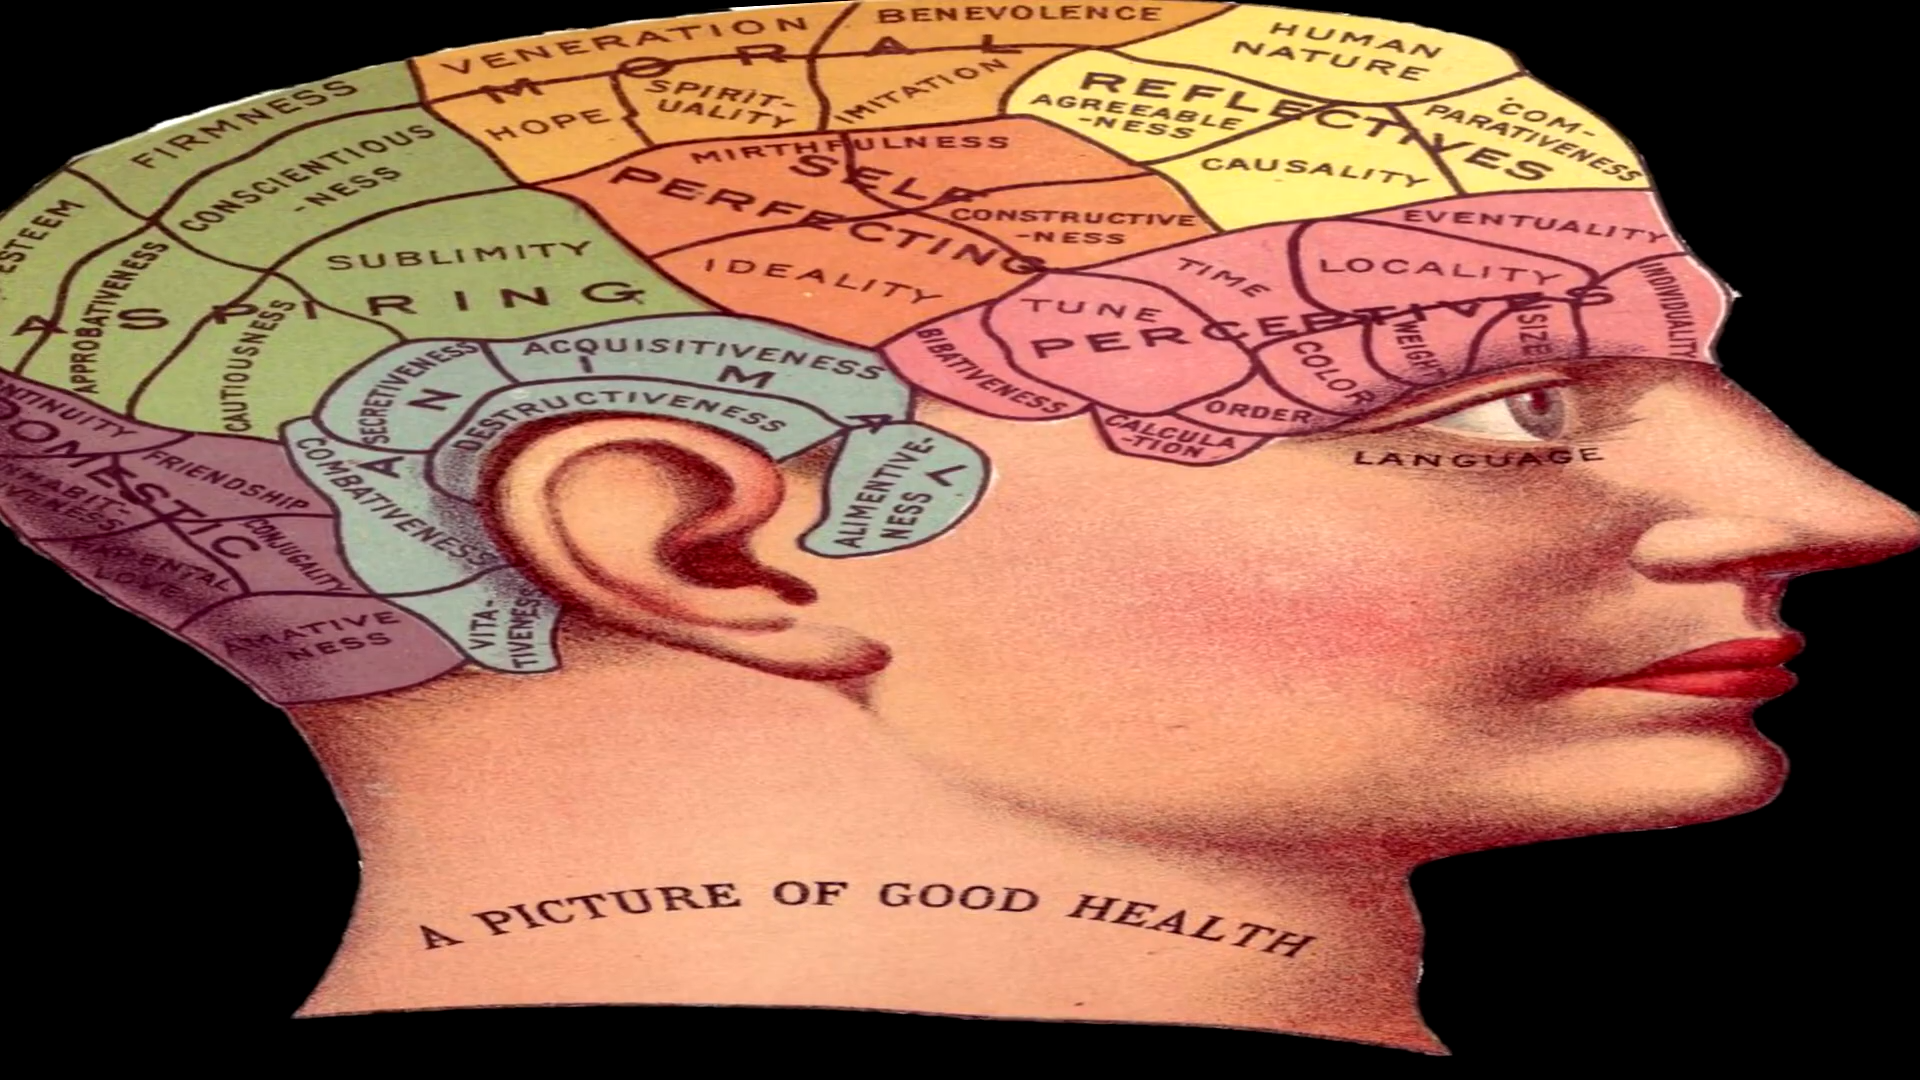 BENEVOLENCE
VENERATION
HUMAN
NATURE
MORAL
HOPE
SPIRIT-
UALITY
IMITATION
REFLECTIVES
AGREEABLE
-NESS
COM-
PARATIVENESS
CAUSALITY
FIRMNESS
CONSCIENTIOUS
-NESS
ESTEEM
APPROBATIVENESS
SUBLIMITY
CAUTIOUSNESS
ASPIRING
MIRTHFULNESS
SELF
PERFECTING
CONSTRUCTIVE
-NESS
IDEALITY
EVENTUALITY
LOCALITY
INDIVIDUALITY
TIME
TUNE
PERCEPTIVES
WEIGHT
SIZE
COLOR
ORDER
CALCULA
-TION
BIBATIVENESS
LANGUAGE
ACQUISITIVENESS
SECRETIVENESS
ANIMAL
DESTRUCTIVENESS
COMBATIVENESS
ALIMENTIVE-
NESS
VITA-
TIVENESS
NTINUITY
DOMESTIC
FRIENDSHIP
HABIT-
VENESS
CONJUGALITY
PARENTAL
LOVE
AMATIVE
NESS
A PICTURE OF GOOD HEALTH